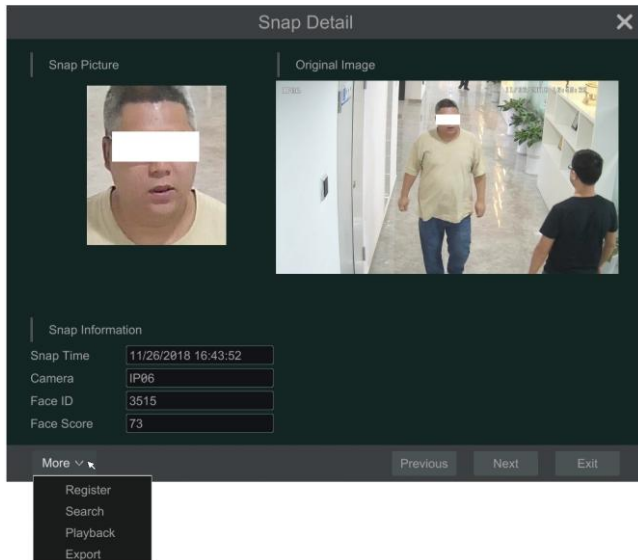 Snap Detail
Snap Picture
Original Image
Snap Information
Snap Time 11/26/2018 16:43:52
Camera IP06
Face ID 3515
Face Score 73
More
Previous Next Exit
Register
Search
Playback
Export